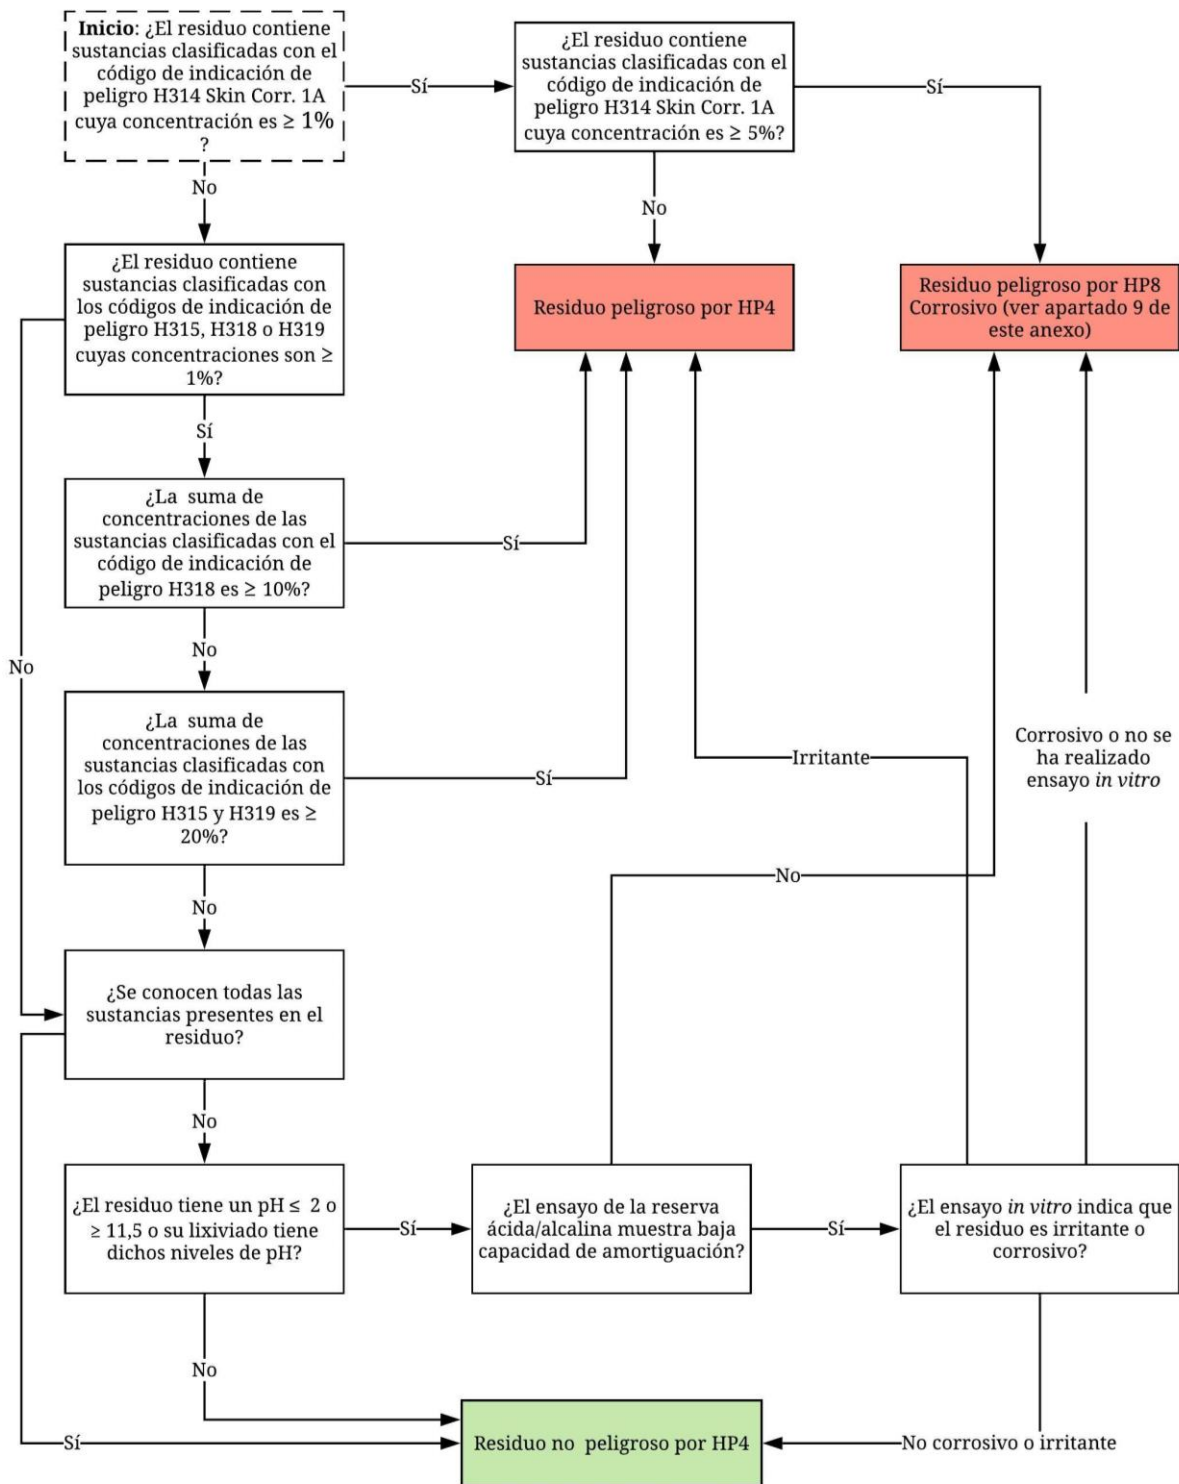 Inicio: ¿El residuo contiene
sustancias clasificadas con el
código de indicación de
peligro H314 Skin Corr. 1A
cuya concentración es ≥ 1%
?
Sí
¿El residuo contiene
sustancias clasificadas con el
código de indicación de
peligro H314 Skin Corr. 1A
cuya concentración es ≥ 5%?
Sí
No
No
¿El residuo contiene
sustancias clasificadas con
los códigos de indicación de
peligro H315, H318 o H319
cuyas concentraciones son ≥
1%?
Residuo peligroso por HP4
Residuo peligroso por HP8
Corrosivo (ver apartado 9 de
este anexo)
Sí
¿La suma de
concentraciones de las
sustancias clasificadas con el
código de indicación de
peligro H318 es ≥ 10%?
Sí
No
No
¿La suma de
concentraciones de las
sustancias clasificadas con
los códigos de indicación de
peligro H315 y H319 es ≥
20%?
Sí
Irritante
Corrosivo o no se
ha realizado
ensayo in vitro
No
No
¿Se conocen todas las
sustancias presentes en el
residuo?
No
¿El residuo tiene un pH ≤ 2 o
≥ 11,5 o su lixiviado tiene
dichos niveles de pH?
Sí
¿El ensayo de la reserva
ácida/alcalina muestra baja
capacidad de amortiguación?
Sí
¿El ensayo in vitro indica que
el residuo es irritante o
corrosivo?
No
Sí
Residuo no peligroso por HP4
No corrosivo o irritante